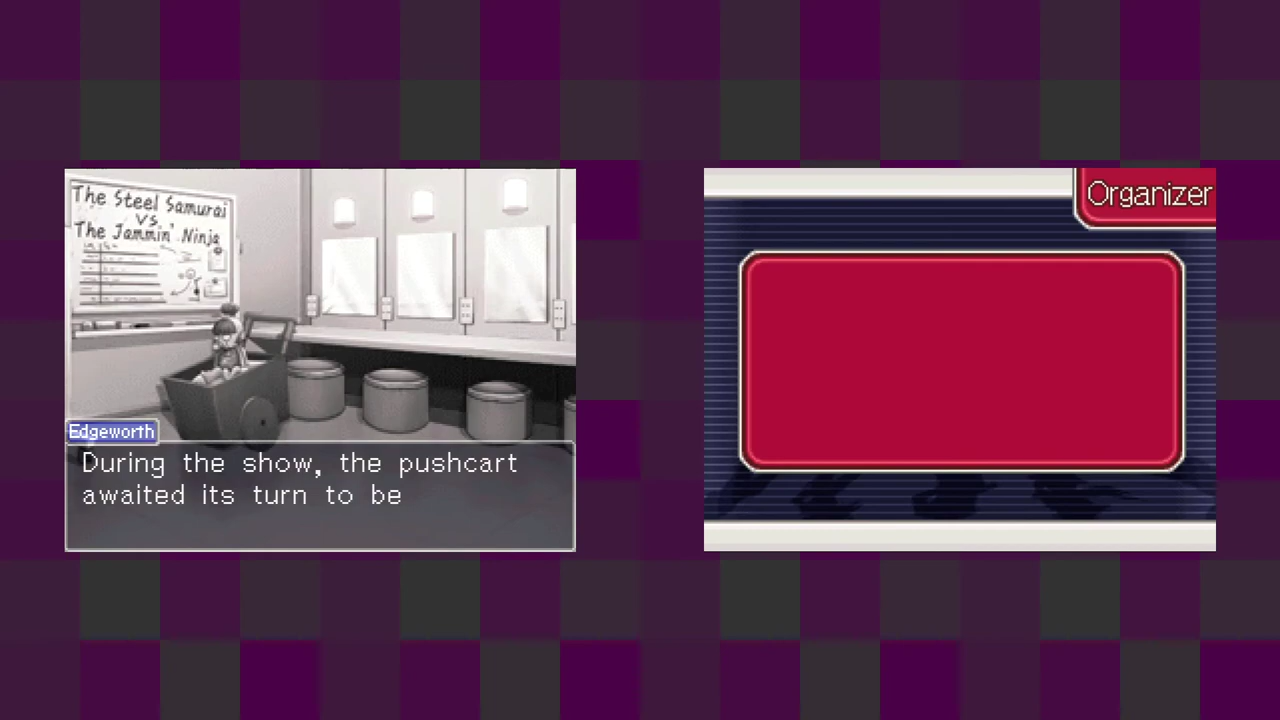 The Steel Samurai
vs.
The Jammin' Ninja
Edgeworth
During the show, the pushcart
awaited its turn to be
Organizer